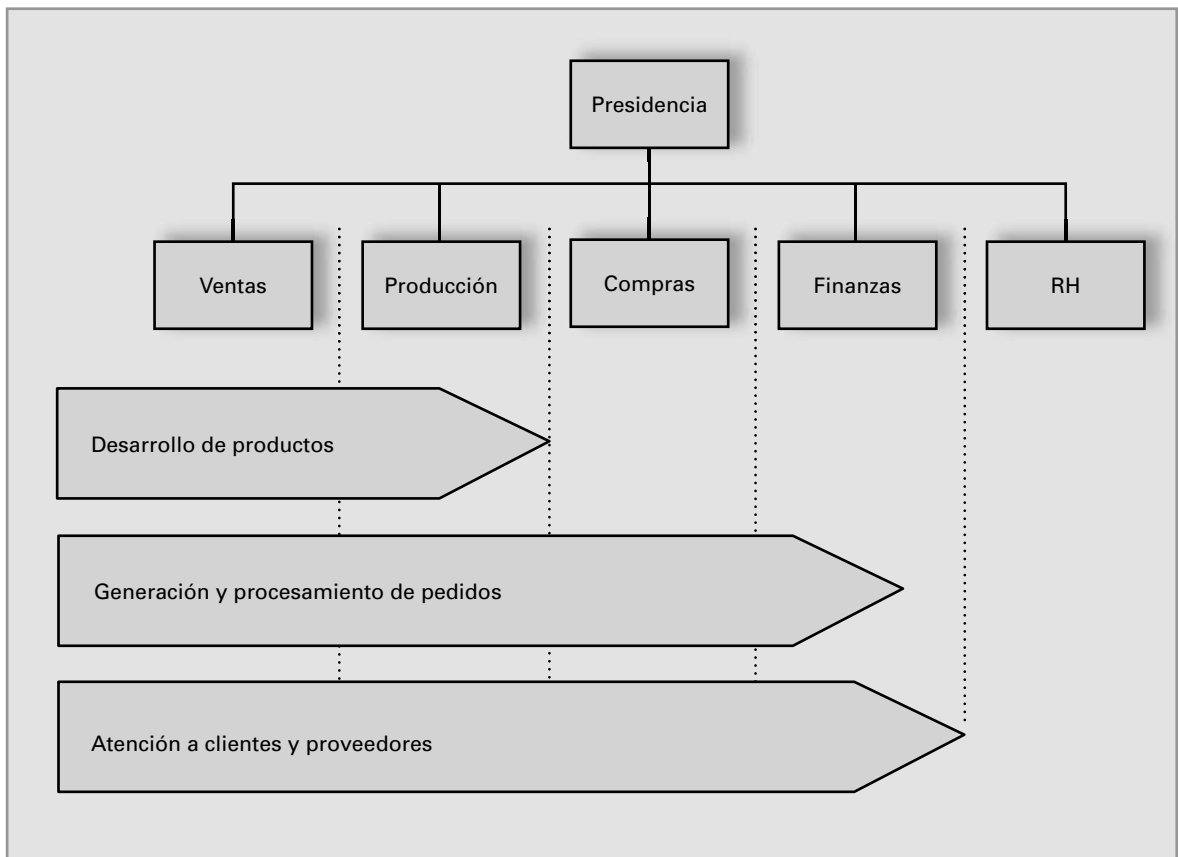 Presidencia
Ventas
Producción
Compras
Finanzas
RH
Desarrollo de productos
Generación y procesamiento de pedidos
Atención a clientes y proveedores